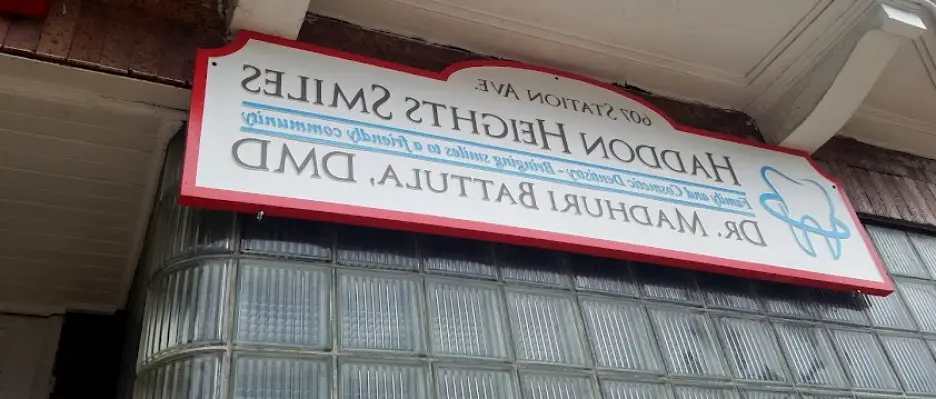 607 STATION AVE.
HADDON HEIGHTS SMILES
Family and Cosmetic Dentistry - Bringing smiles to a friendly community
DR. MADHURI BATTULA, DMD